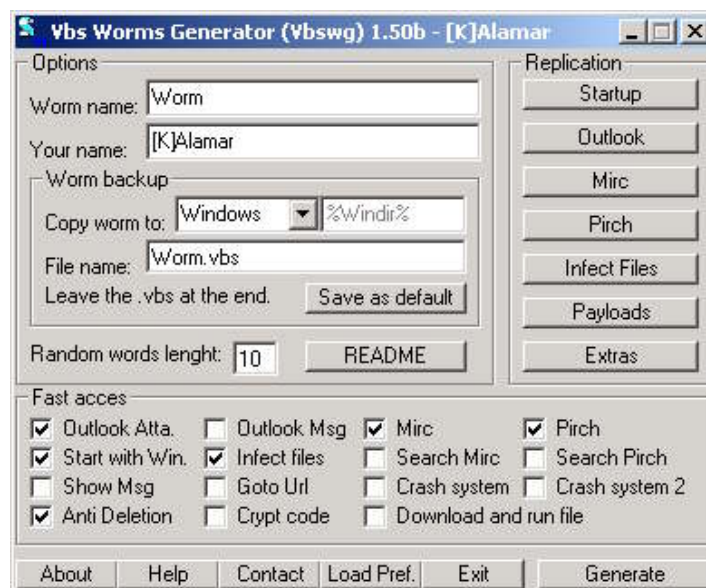 Vbs Worms Generator (Vbswg) 1.50b - [K]Alamar
Options
Worm name: Worm
Your name: [K]Alamar
Worm backup
Copy worm to: Windows %Windir%
File name: Worm.vbs
Leave the .vbs at the end. Save as default
Random words lenght: 10 README
Replication
Startup
Outlook
Mirc
Pirch
Infect Files
Payloads
Extras
Fast acces
Outlook Atta. Outlook Msg Mirc Pirch
Start with Win. Infect files Search Mirc Search Pirch
Show Msg Goto Url Crash system Crash system 2
Anti Deletion Crypt code Download and run file
About Help Contact Load Pref. Exit Generate